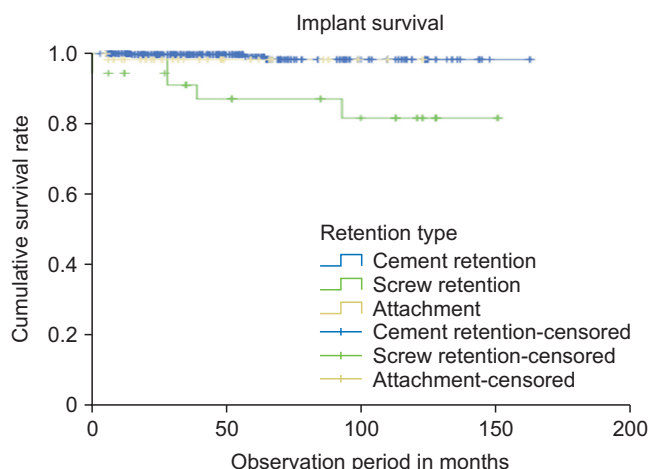 Implant survival
1.0
0.8
0.6
0.4
0.2
0
Cumulative survival rate
Retention type
Cement retention
Screw retention
Attachment
Cement retention-censored
Screw retention-censored
Attachment-censored
0 50 100 150 200
Observation period in months